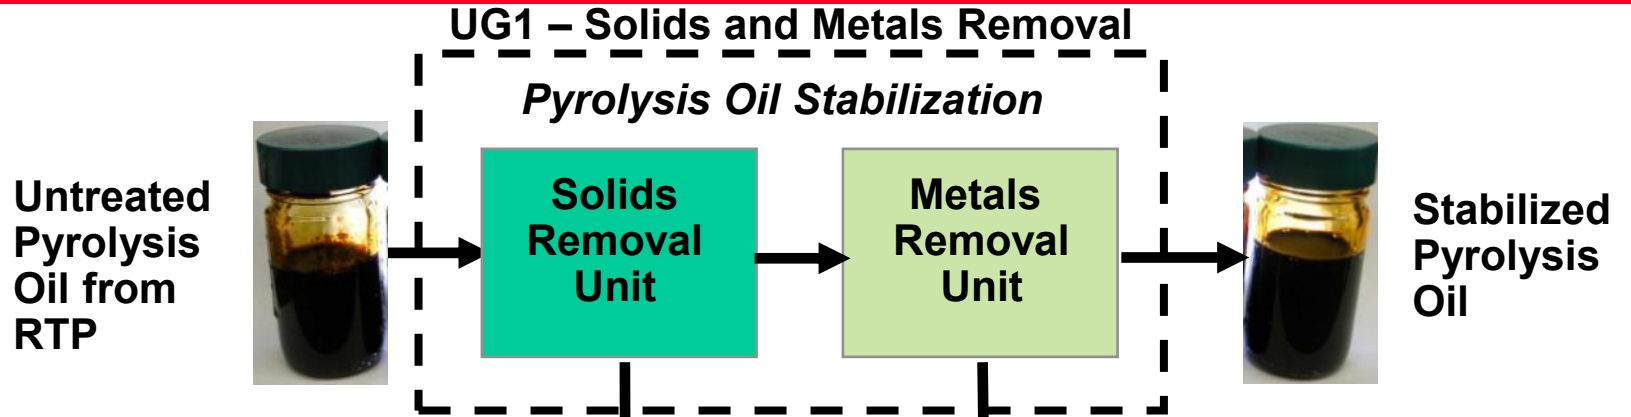 UG1 – Solids and Metals Removal
Pyrolysis Oil Stabilization
Untreated
Pyrolysis
Oil from
RTP
Solids
Removal
Unit
Metals
Removal
Unit
Stabilized
Pyrolysis
Oil